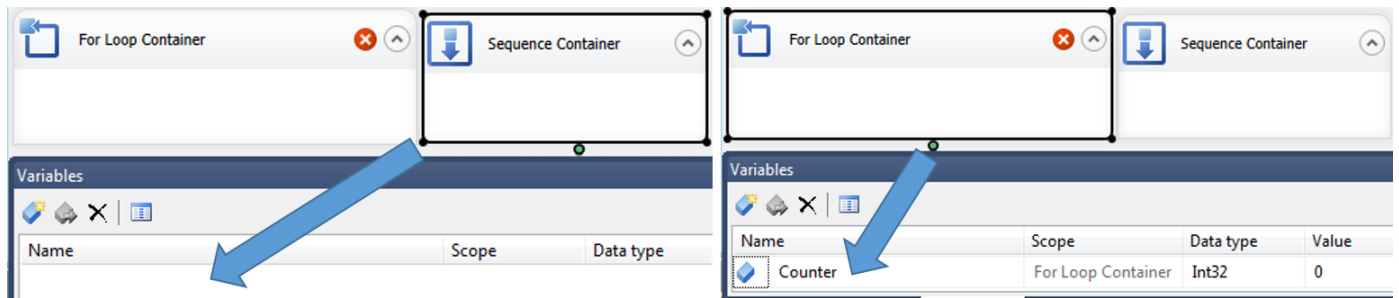 For Loop Container
Sequence Container
Variables
Name Scope Data type
For Loop Container
Sequence Container
Variables
Name Scope Data type Value
Counter For Loop Container Int32 0